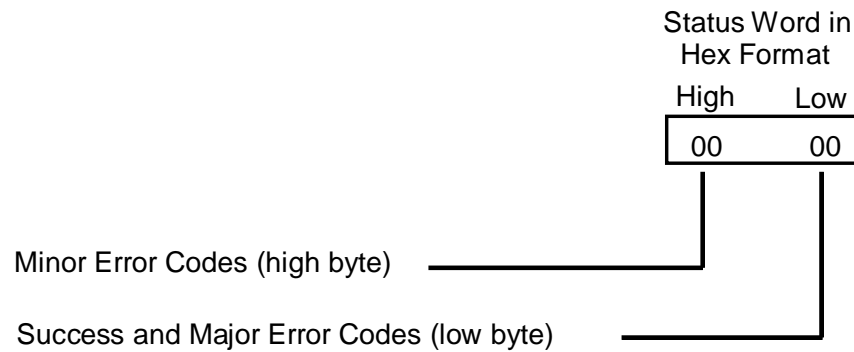 Status Word in
Hex Format
High Low
00 00
Minor Error Codes (high byte)
Success and Major Error Codes (low byte)